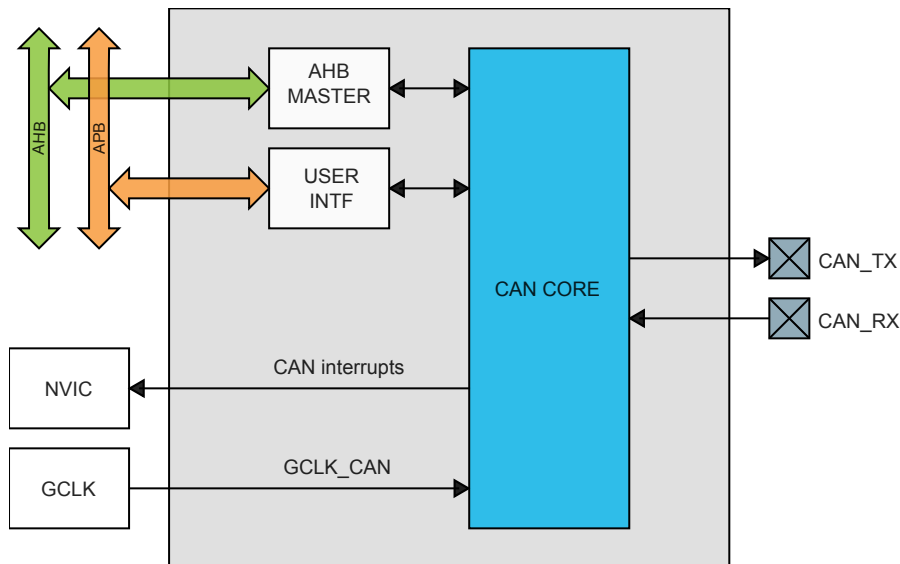 AHB
APB
AHB
MASTER
USER
INTF
CAN CORE
CAN_TX
CAN_RX
CAN interrupts
NVIC
GCLK_CAN
GCLK